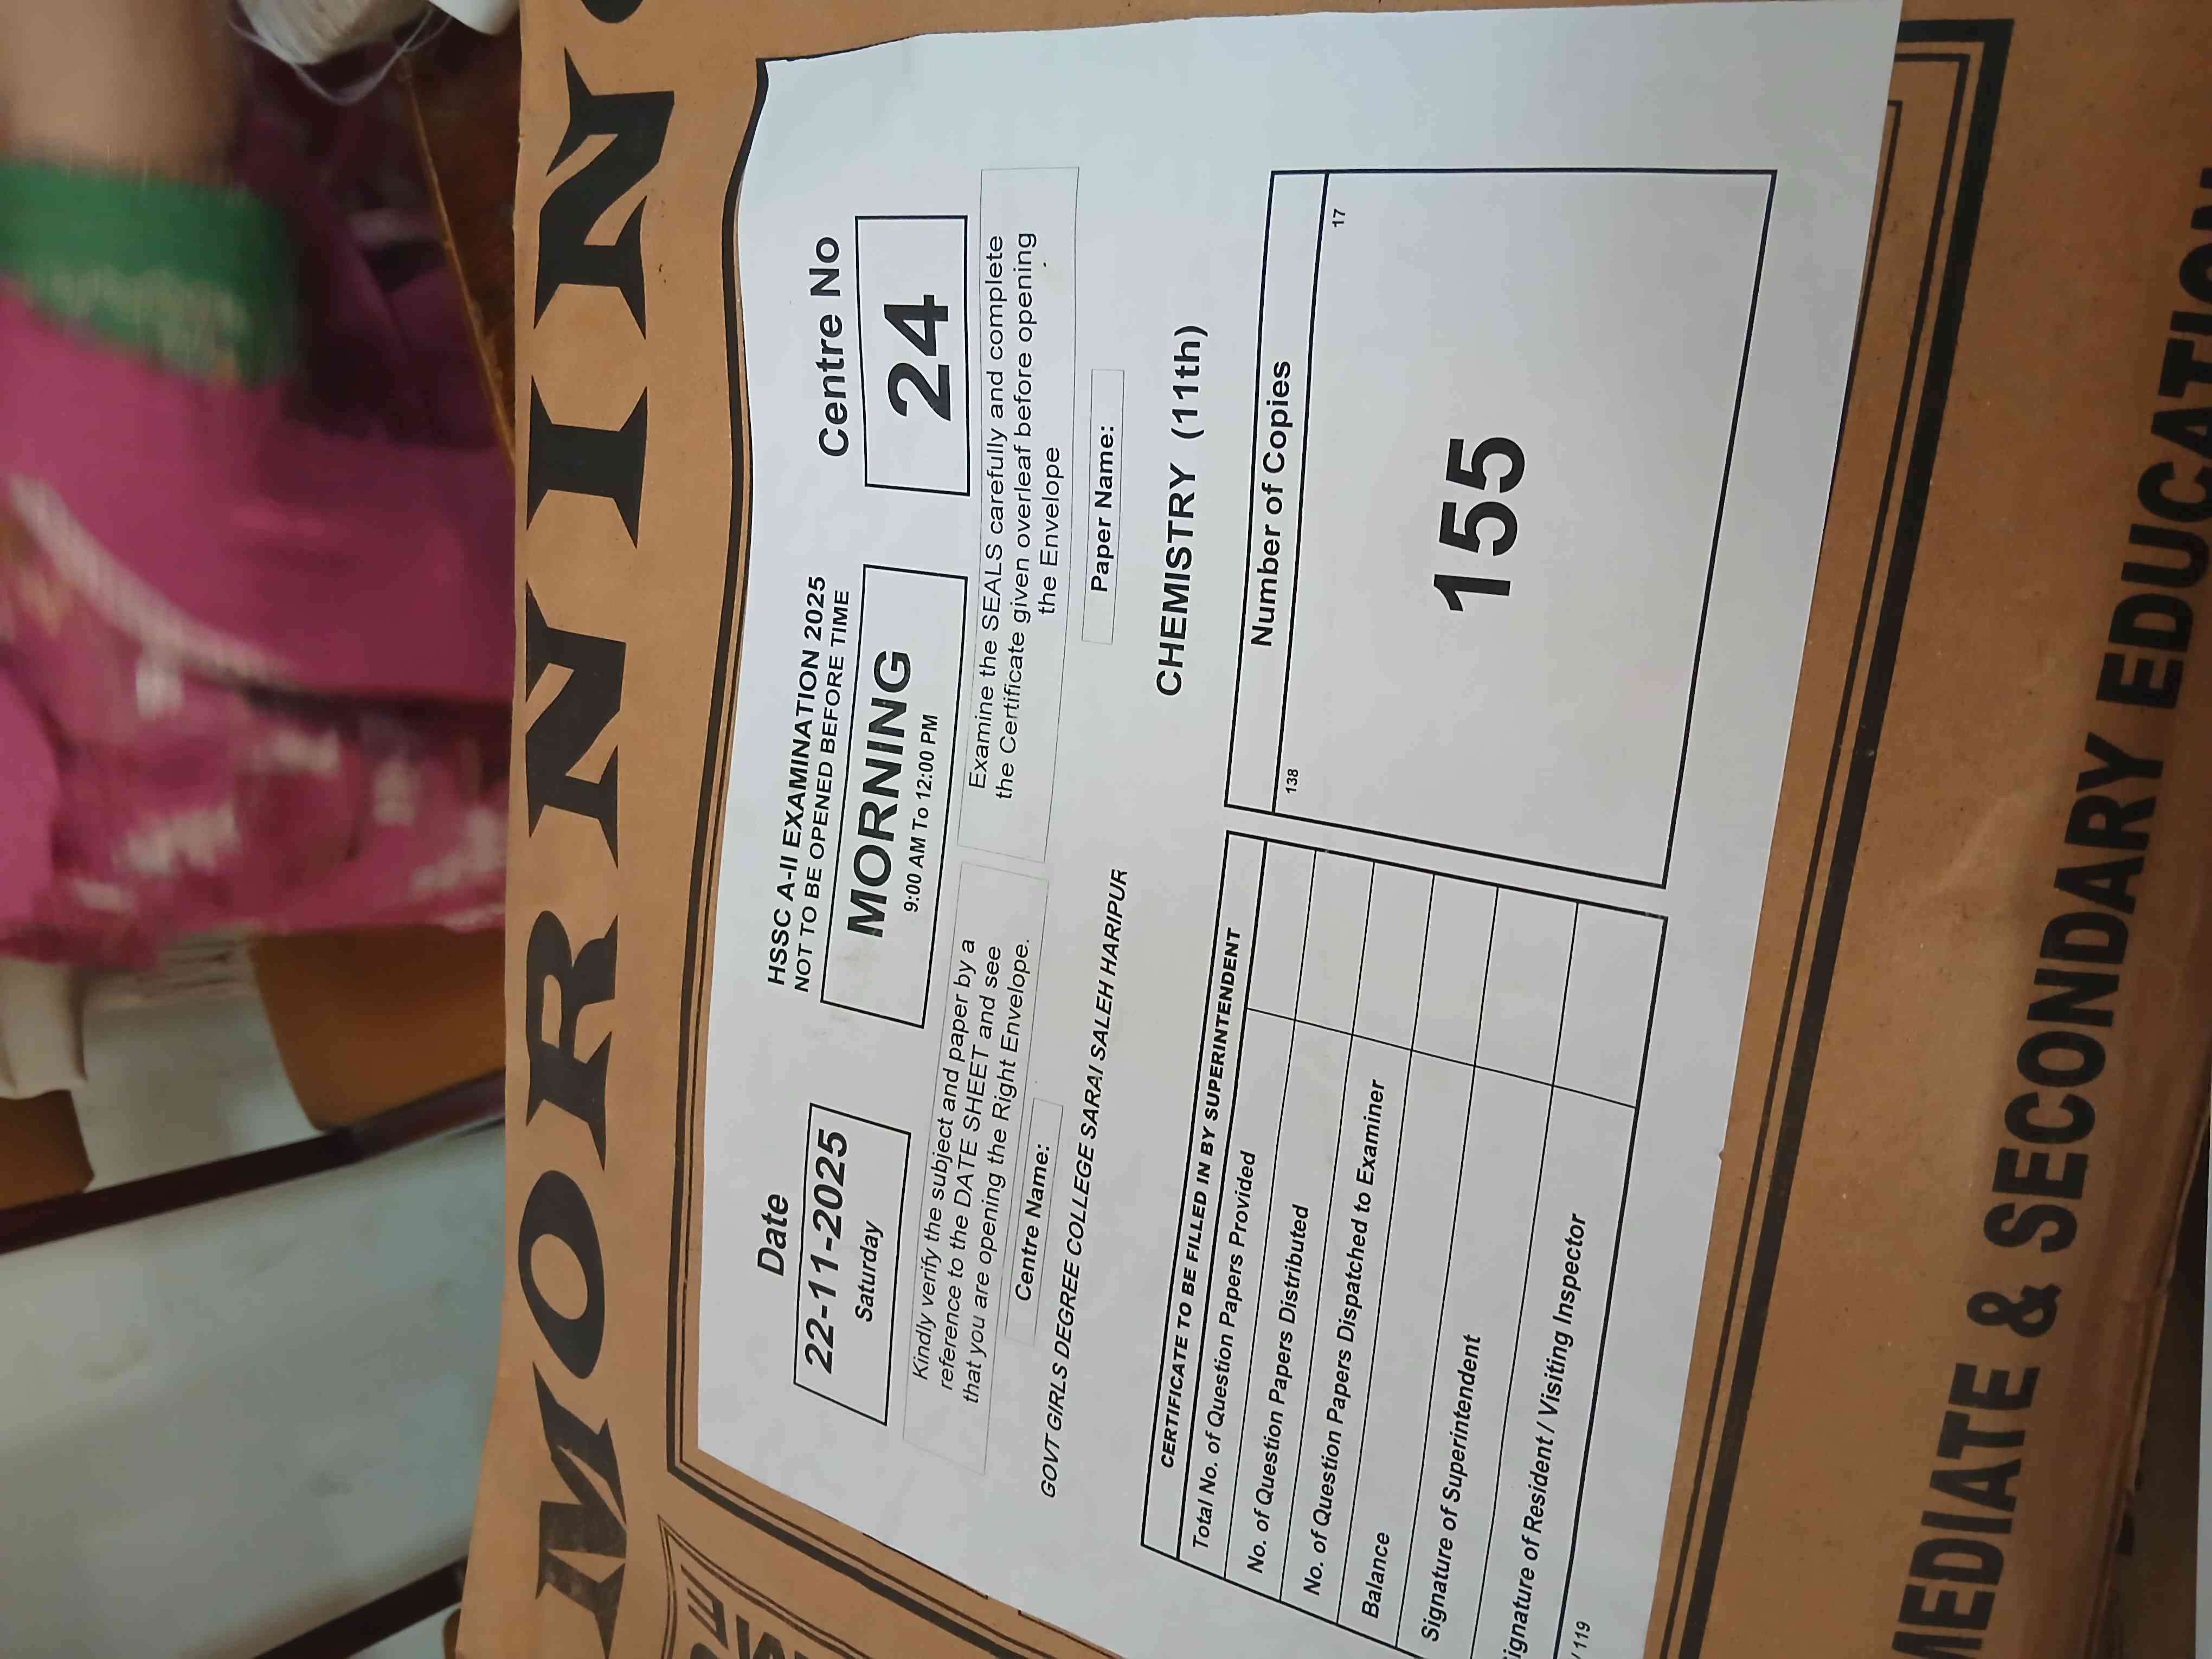 MORNIN
HSSC A-II EXAMINATION 2025
NOT TO BE OPENED BEFORE TIME
Date
22-11-2025
Saturday
MORNING
9:00 AM To 12:00 PM
Centre No
24
Kindly verify the subject and paper by a
reference to the DATE SHEET and see
that you are opening the Right Envelope.
Examine the SEALS carefully and complete
the Certificate given overleaf before opening
the Envelope
Centre Name:
GOVT GIRLS DEGREE COLLEGE SARAI SALEH HARIPUR
Paper Name:
CHEMISTRY (11th)
CERTIFICATE TO BE FILLED IN BY SUPERINTENDENT
Total No. of Question Papers Provided
No. of Question Papers Distributed
No. of Question Papers Dispatched to Examiner
Balance
Signature of Superintendent
ignature of Resident / Visiting Inspector
/ 119
Number of Copies
138
17
155
MEDIATE & SECONDARY EDUCATION